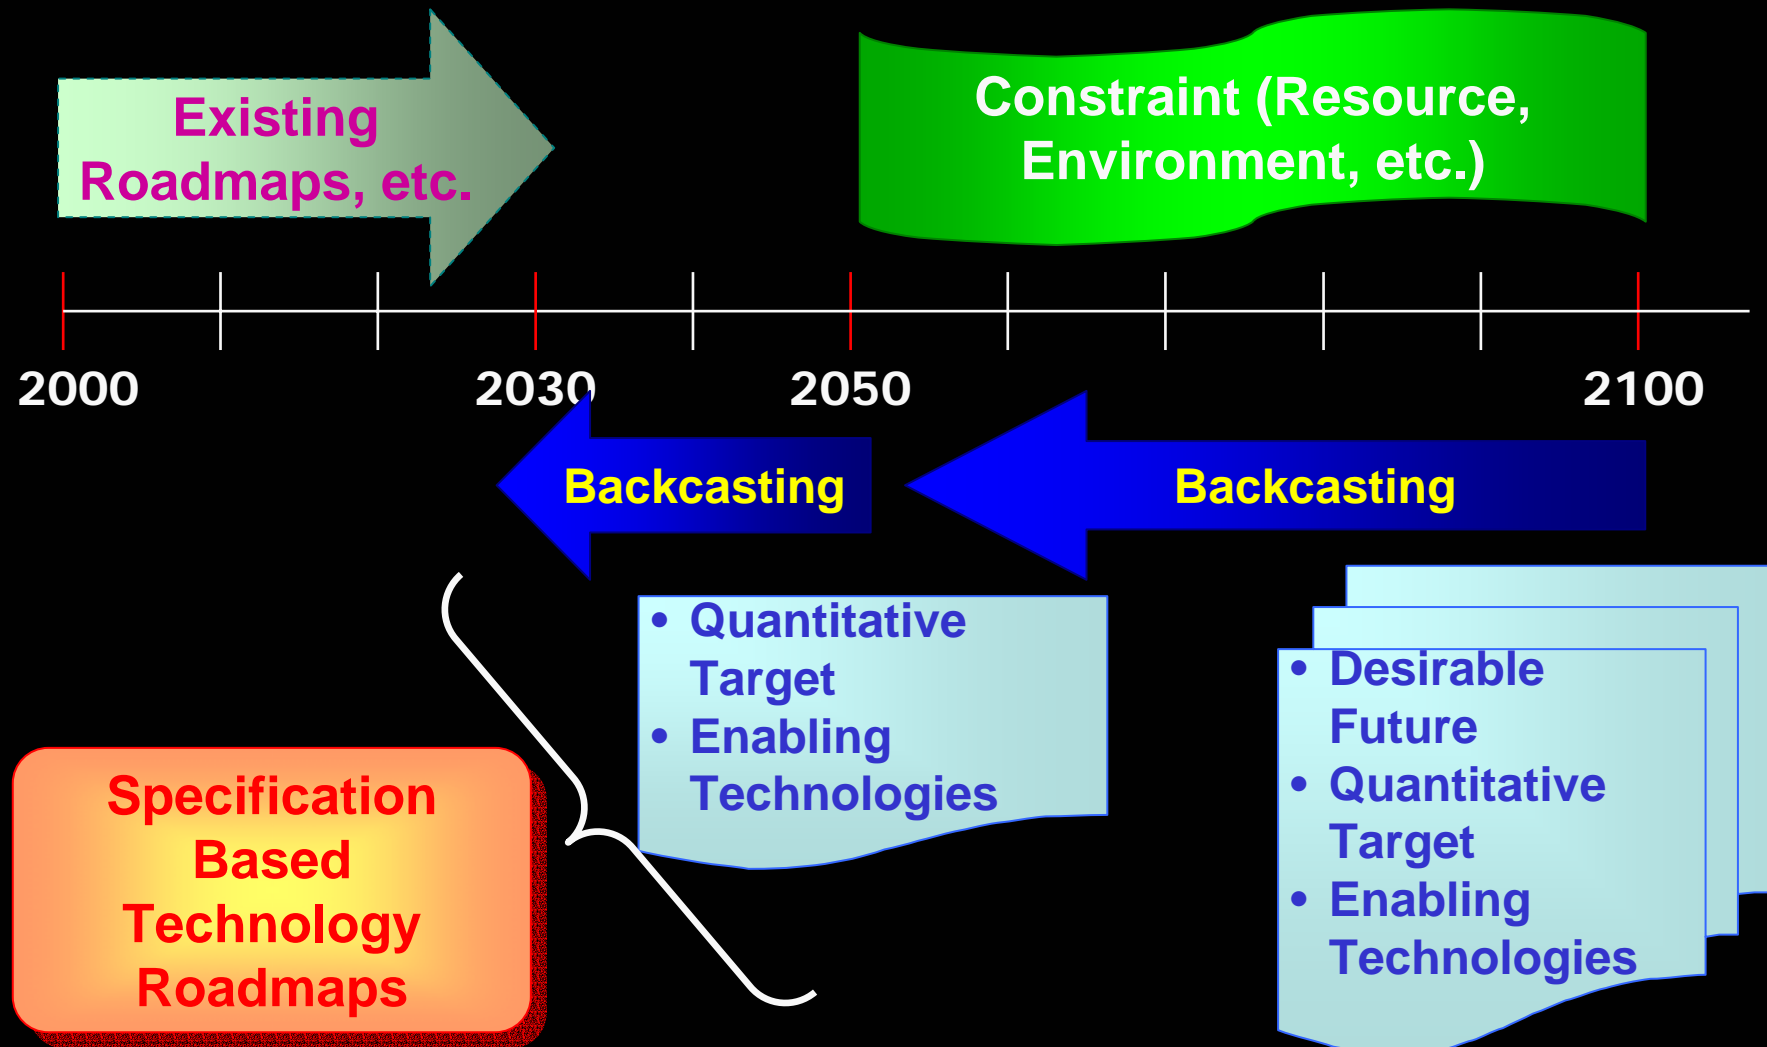 Existing
Roadmaps, etc.
Constraint (Resource,
Environment, etc.)
2000
2030
2050
2100
Backcasting
Backcasting
• Quantitative
Target
• Enabling
Technologies
• Desirable
Future
• Quantitative
Target
• Enabling
Technologies
Specification
Based
Technology
Roadmaps